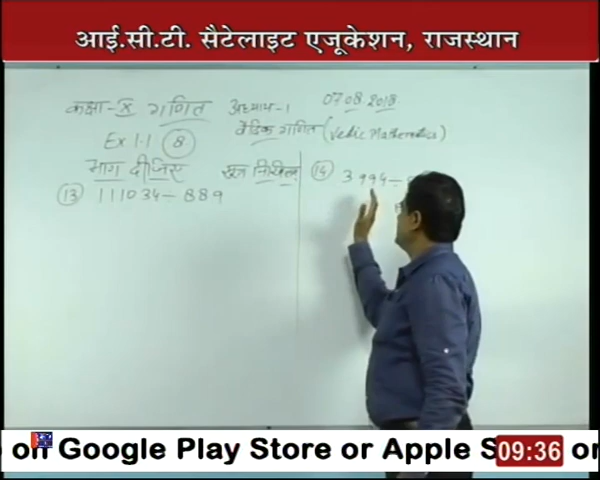 आई.सी.टी. सैटेलाइट एजूकेशन, राजस्थान
कक्षा-X गणित अध्याय-1 07.08.2018
Ex 1.1 8 वैदिक गणित (Vedic Mathematics)
भाग दीजिए सूत्र निखिलं
13 111034 ÷ 889
14 3994 ÷
on Google Play Store or Apple S
09:36
or